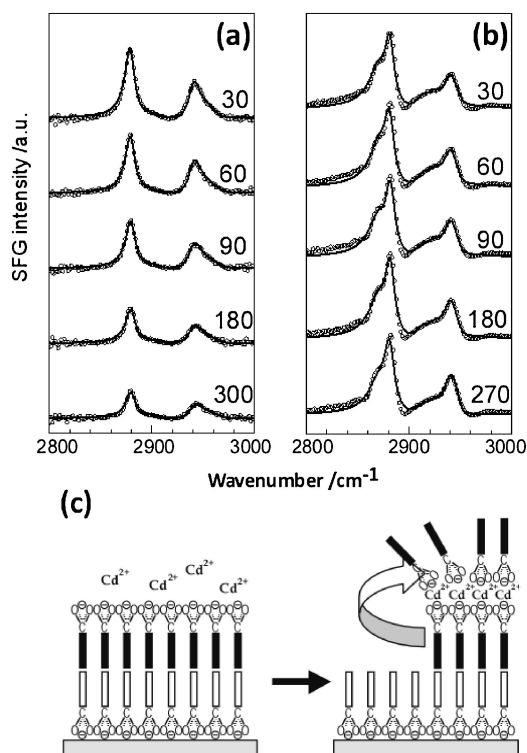 (a)
30
60
90
180
300
(b)
30
60
90
180
270
SFG intensity /a.u.
2800 2900 3000 2800 2900 3000
Wavenumber /cm-1
(c)
Cd2+ Cd2+ Cd2+ Cd2+
C C C C C C C C
C C C C C C C C
C C C C
Cd2+ Cd2+ Cd2+ Cd2+
C C C C
C C C C C C C C